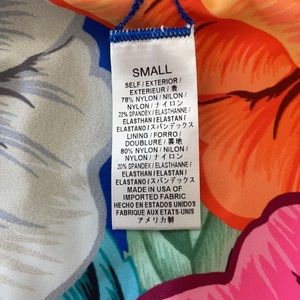 SMALL
SELF / EXTERIOR /
EXTERIEUR / 表
78% NYLON / NILON /
NYLON / ナイロン
22% SPANDEX / ELASTHANNE /
ELASTHAN / ELASTAN /
ELASTANO / スパンデックス
LINING / FORRO /
DOUBLURE / 裏地
80% NYLON / NILON /
NYLON / ナイロン
20% SPANDEX / ELASTHANNE /
ELASTHAN / ELASTAN /
ELASTANO / スパンデックス
MADE IN USA OF
IMPORTED FABRIC
HECHO EN ESTADOS UNIDOS
FABRIQUE AUX ETATS-UNIS
アメリカ製